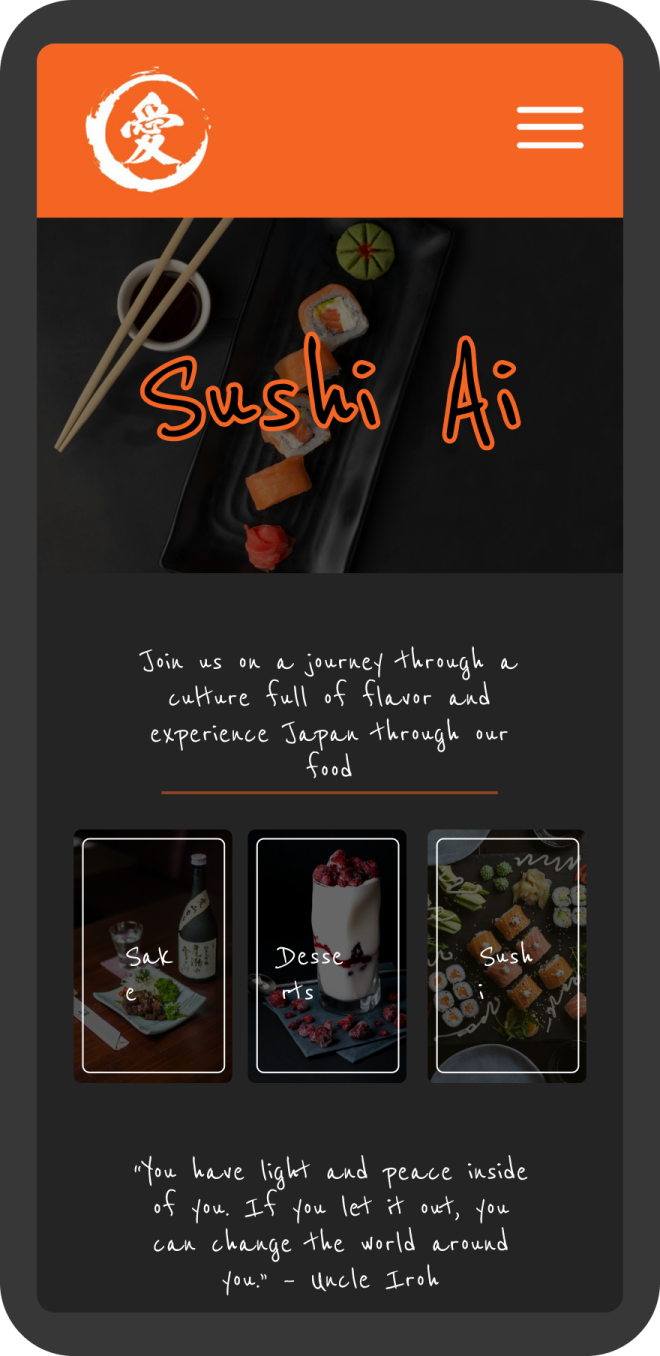 愛
Sushi Ai
Join us on a journey through a
culture full of flavor and
experience Japan through our
food
Sak
e
Desse
rts
Sush
i
"You have light and peace inside
of you. If you let it out, you
can change the world around
you." - Uncle Iroh